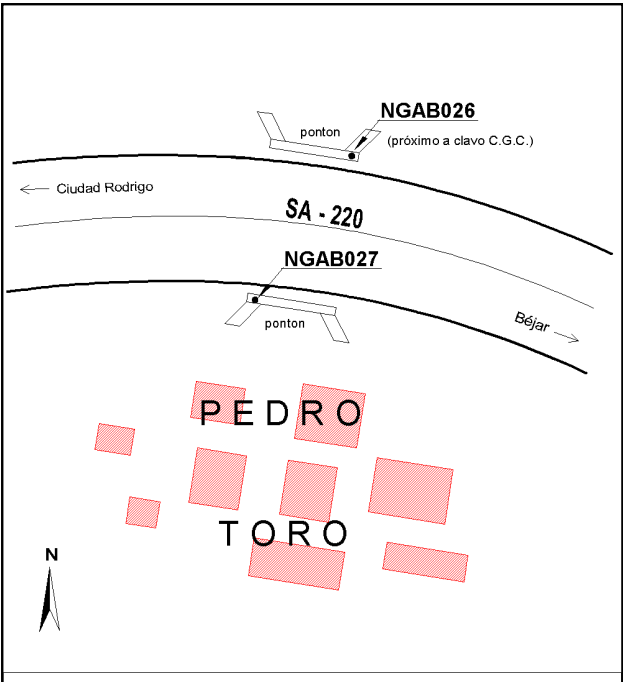 NGAB026
ponton
(próximo a clavo C.G.C.)
Ciudad Rodrigo
SA - 220
NGAB027
ponton
Béjar
PEDRO
TORO
N